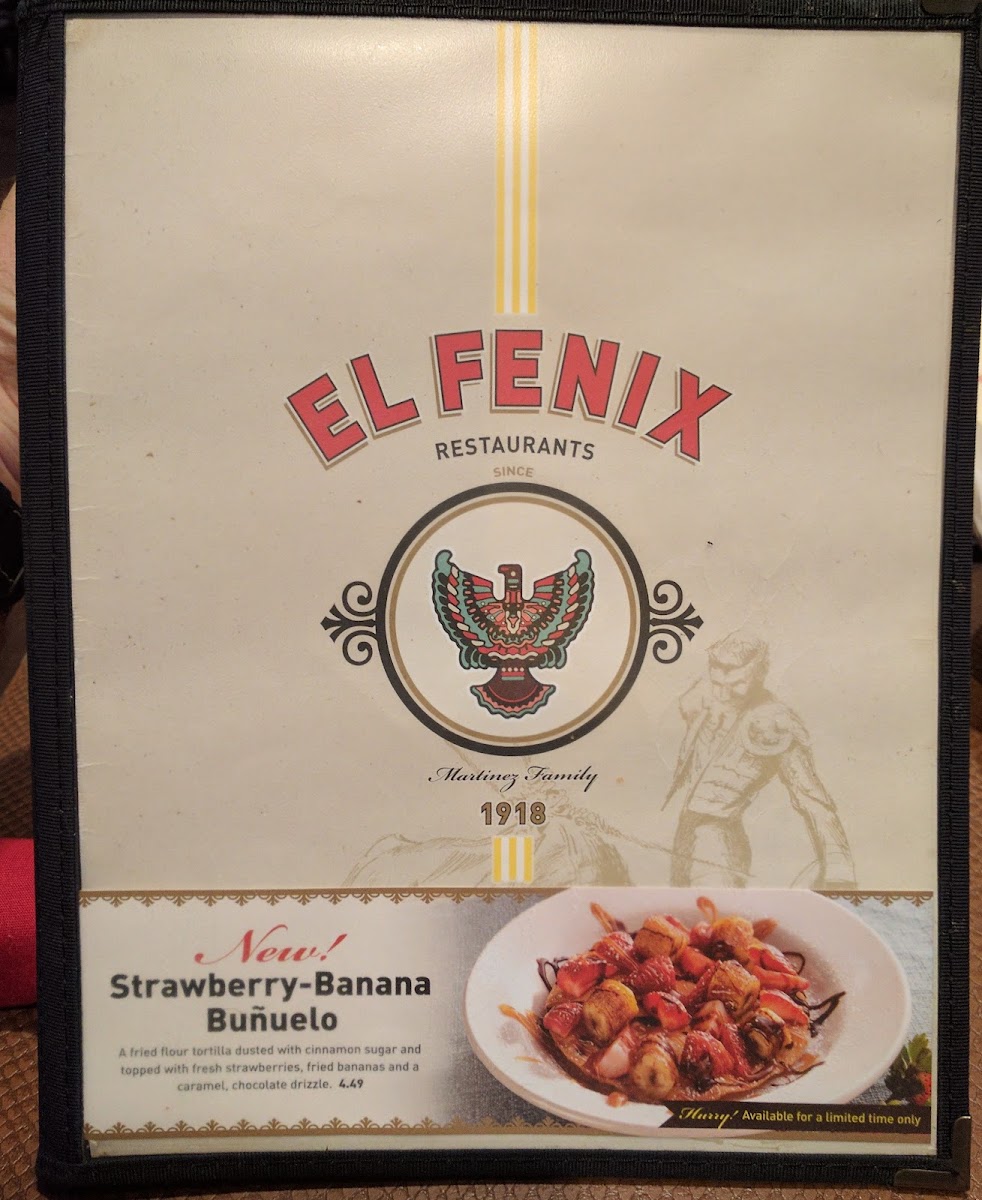 EL FENIX
RESTAURANTS
SINCE
Martinez Family
1918
New!
Strawberry-Banana
Buñuelo
A fried flour tortilla dusted with cinnamon sugar and
topped with fresh strawberries, fried bananas and a
caramel, chocolate drizzle. 4.49
Hurry! Available for a limited time only